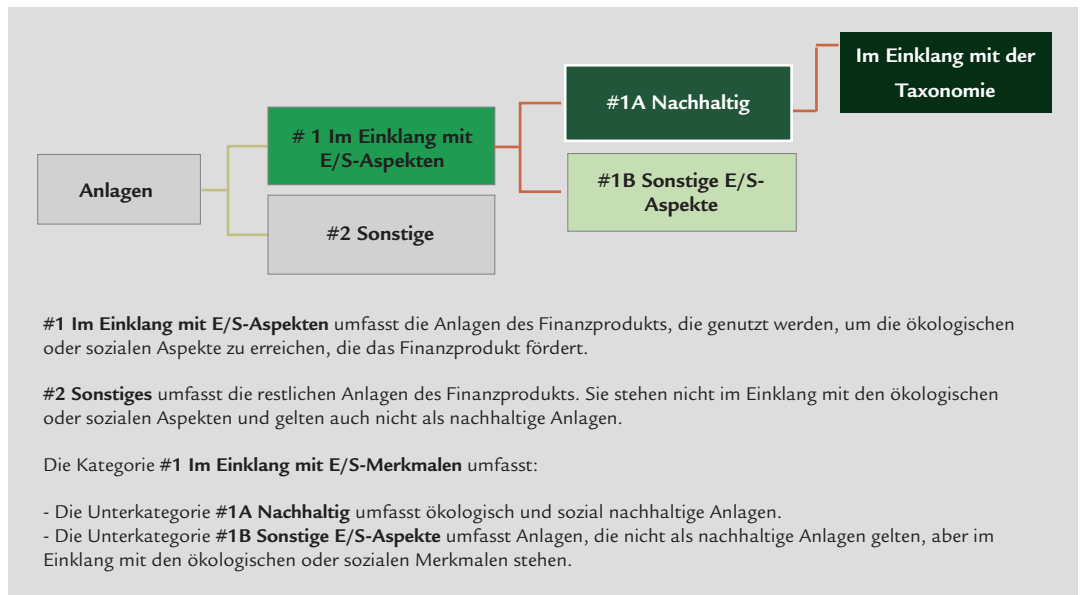 Anlagen
# 1 Im Einklang mit
E/S-Aspekten
#2 Sonstige
#1A Nachhaltig
#1B Sonstige E/S-
Aspekte
Im Einklang mit der
Taxonomie
#1 Im Einklang mit E/S-Aspekten umfasst die Anlagen des Finanzprodukts, die genutzt werden, um die ökologischen
oder sozialen Aspekte zu erreichen, die das Finanzprodukt fördert.
#2 Sonstiges umfasst die restlichen Anlagen des Finanzprodukts. Sie stehen nicht im Einklang mit den ökologischen
oder sozialen Aspekten und gelten auch nicht als nachhaltige Anlagen.
Die Kategorie #1 Im Einklang mit E/S-Merkmalen umfasst:
- Die Unterkategorie #1A Nachhaltig umfasst ökologisch und sozial nachhaltige Anlagen.
- Die Unterkategorie #1B Sonstige E/S-Aspekte umfasst Anlagen, die nicht als nachhaltige Anlagen gelten, aber im
Einklang mit den ökologischen oder sozialen Merkmalen stehen.